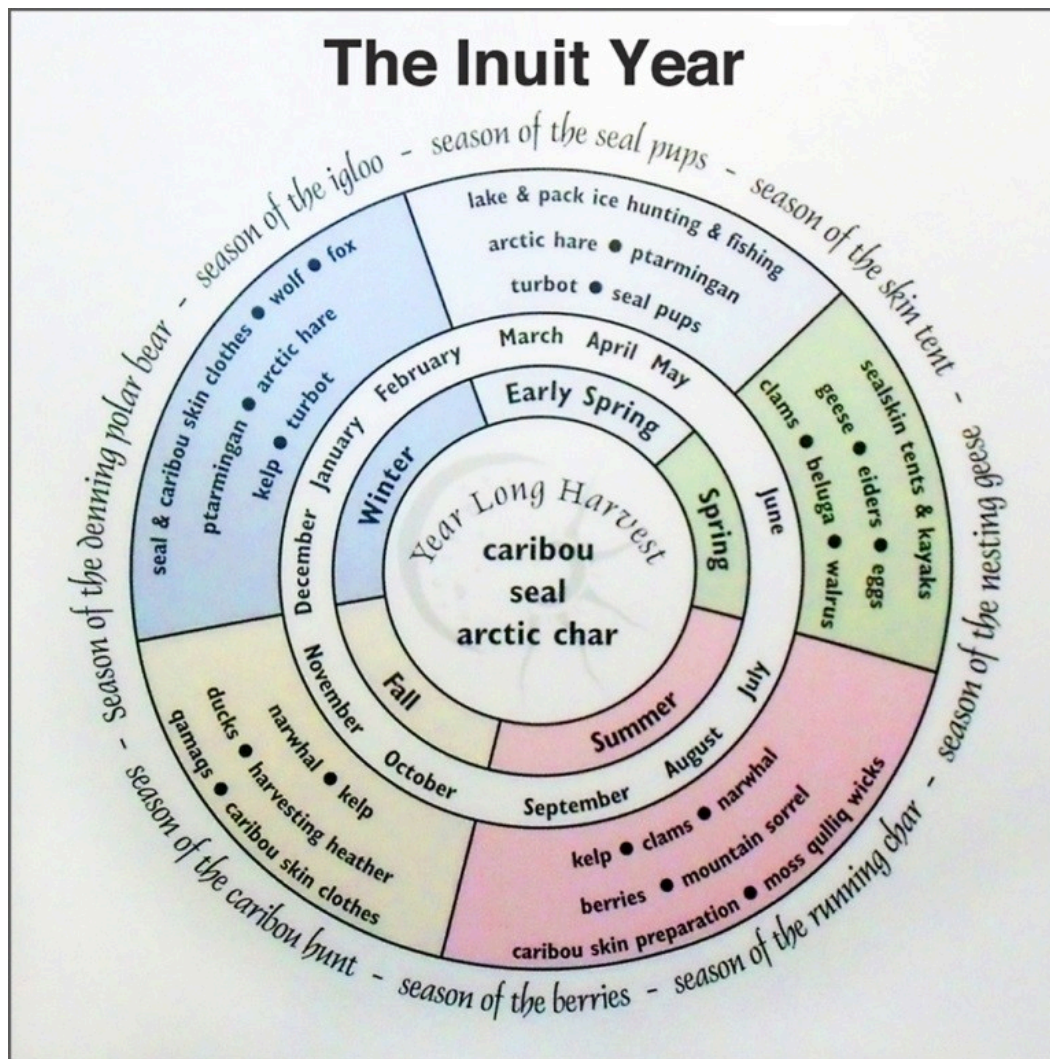 The Inuit Year
season of the igloo - season of the seal pups - season of the skin tent - season of the nesting geese - season of the running char - season of the berries - season of the caribou hunt - season of the denning polar bear -
lake & pack ice hunting & fishing
arctic hare ● ptarmigan
turbot ● seal pups
sealskin tents & kayaks
geese ● eiders ● eggs
clams ● beluga ● walrus
kelp ● clams ● narwhal
berries ● mountain sorrel
caribou skin preparation ● moss qulliq wicks
narwhal ● kelp
ducks ● harvesting heather
qamaqs ● caribou skin clothes
seal & caribou skin clothes ● wolf ● fox
ptarmingan ● arctic hare
kelp ● turbot
January
February
March
April
May
June
July
August
September
October
November
December
Winter
Early Spring
Spring
Summer
Fall
Year Long Harvest
caribou
seal
arctic char